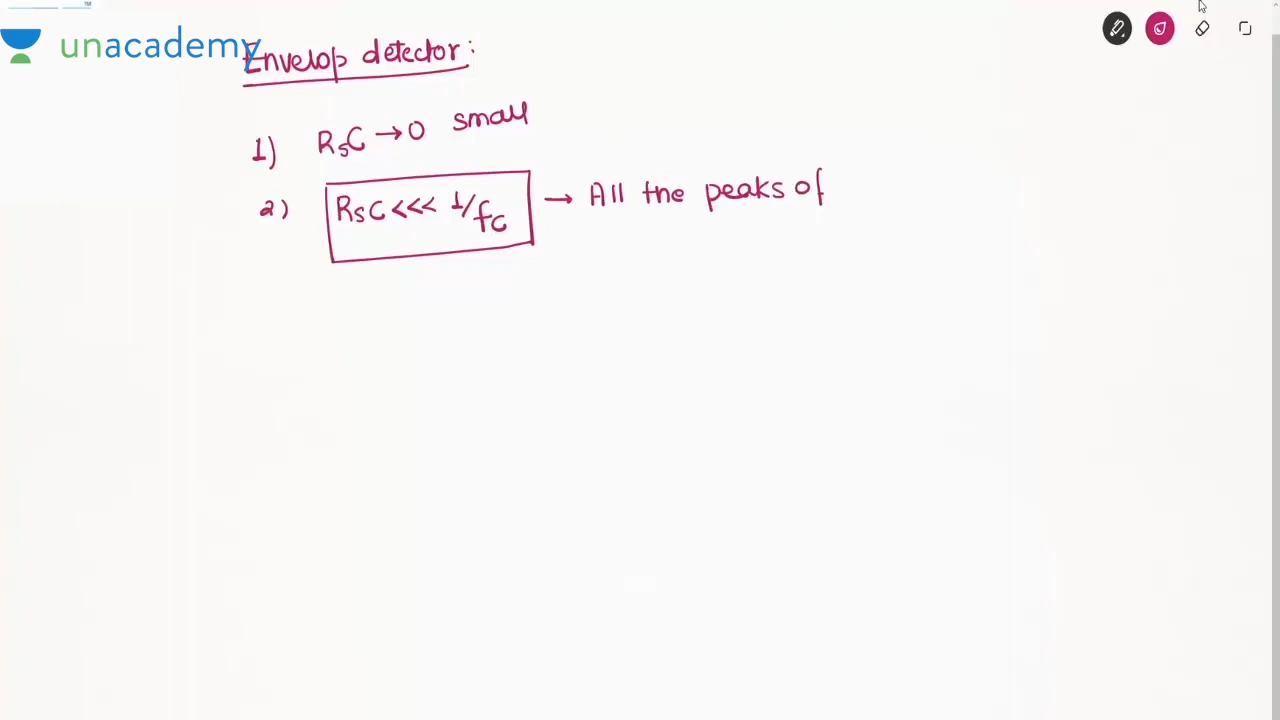 unacademy
Envelop detector:
1) RsC → 0 small
2) RsC <<< 1/fc → All the peaks of